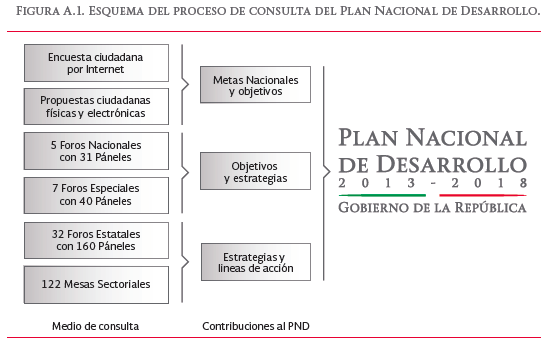 Figura A.1. Esquema del proceso de consulta del Plan Nacional de Desarrollo.
Encuesta ciudadana
por Internet
Propuestas ciudadanas
físicas y electrónicas
5 Foros Nacionales
con 31 Páneles
7 Foros Especiales
con 40 Páneles
32 Foros Estatales
con 160 Páneles
122 Mesas Sectoriales
Medio de consulta
Metas Nacionales
y objetivos
Objetivos
y estrategias
Estrategias y
líneas de acción
Contribuciones al PND
Plan Nacional
de Desarrollo
2013-2018
Gobierno de la República